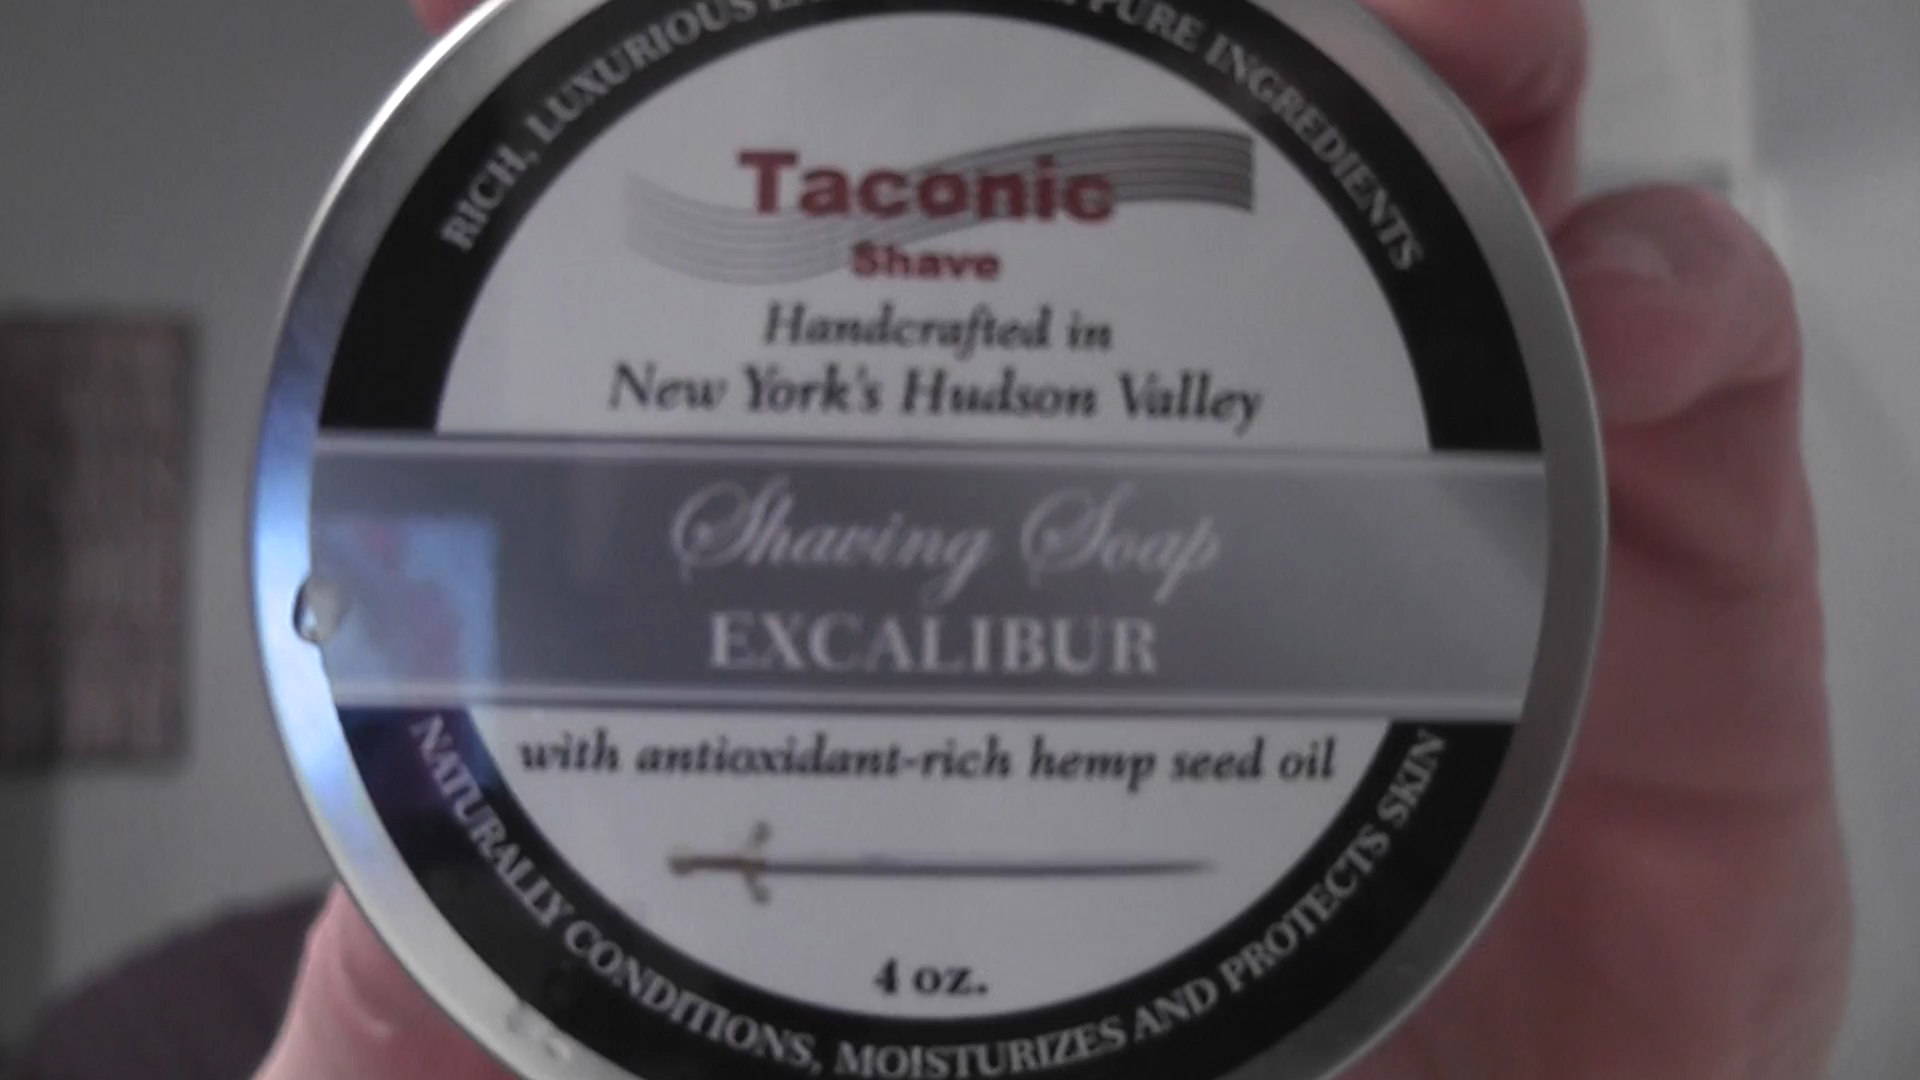 RICH, LUXURIOUS PURE INGREDIENTS
Taconic
Shave
Handcrafted in
New York's Hudson Valley
Shaving Soap
EXCALIBUR
with antioxidant-rich hemp seed oil
4 oz.
NATURALLY CONDITIONS, MOISTURIZES AND PROTECTS SKIN